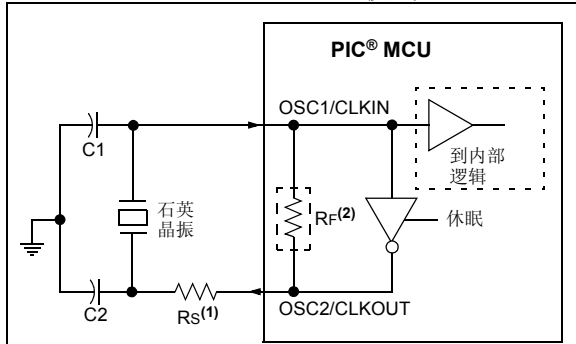 PIC® MCU
OSC1/CLKIN
C1
到内部
逻辑
石英
晶振
RF(2)
休眠
C2
RS(1)
OSC2/CLKOUT